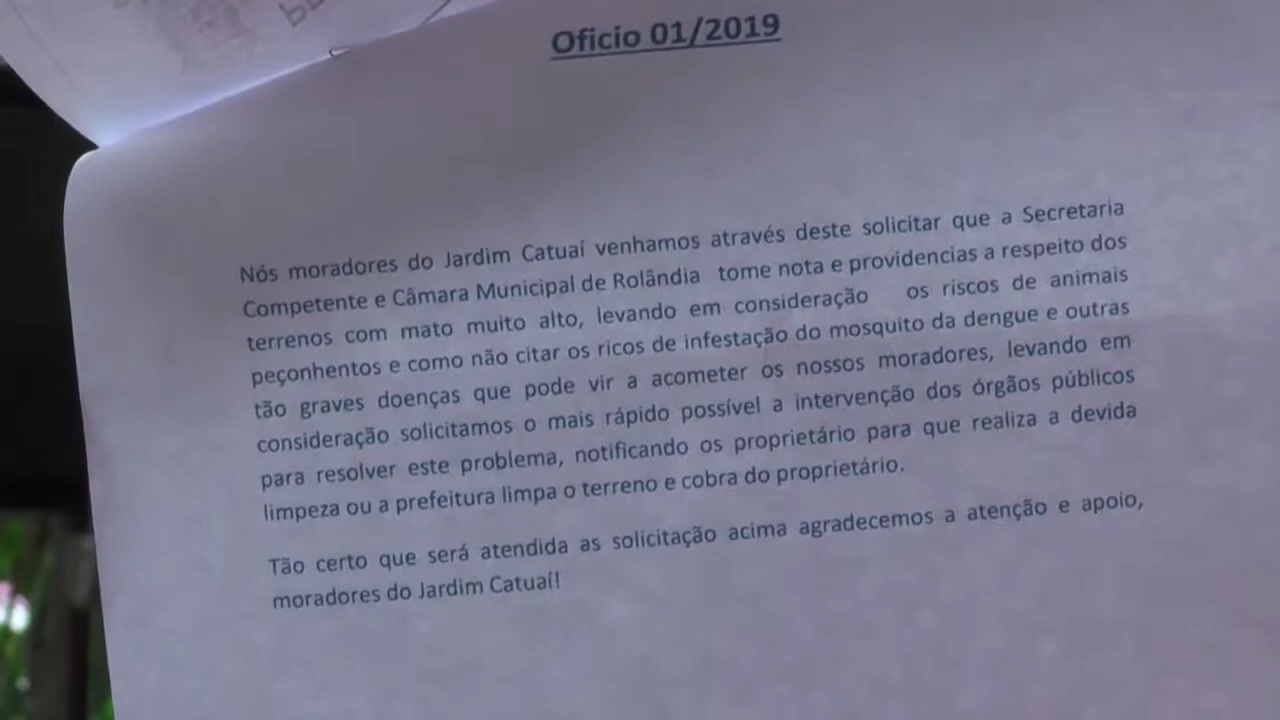 Oficio 01/2019
Nós moradores do Jardim Catuaí venhamos através deste solicitar que a Secretaria
Competente e Câmara Municipal de Rolândia tome nota e providencias a respeito dos
terrenos com mato muito alto, levando em consideração os riscos de animais
peçonhentos e como não citar os ricos de infestação do mosquito da dengue e outras
tão graves doenças que pode vir a acometer os nossos moradores, levando em
consideração solicitamos o mais rápido possível a intervenção dos órgãos públicos
para resolver este problema, notificando os proprietário para que realiza a devida
limpeza ou a prefeitura limpa o terreno e cobra do proprietário.
Tão certo que será atendida as solicitação acima agradecemos a atenção e apoio,
moradores do Jardim Catuaí!